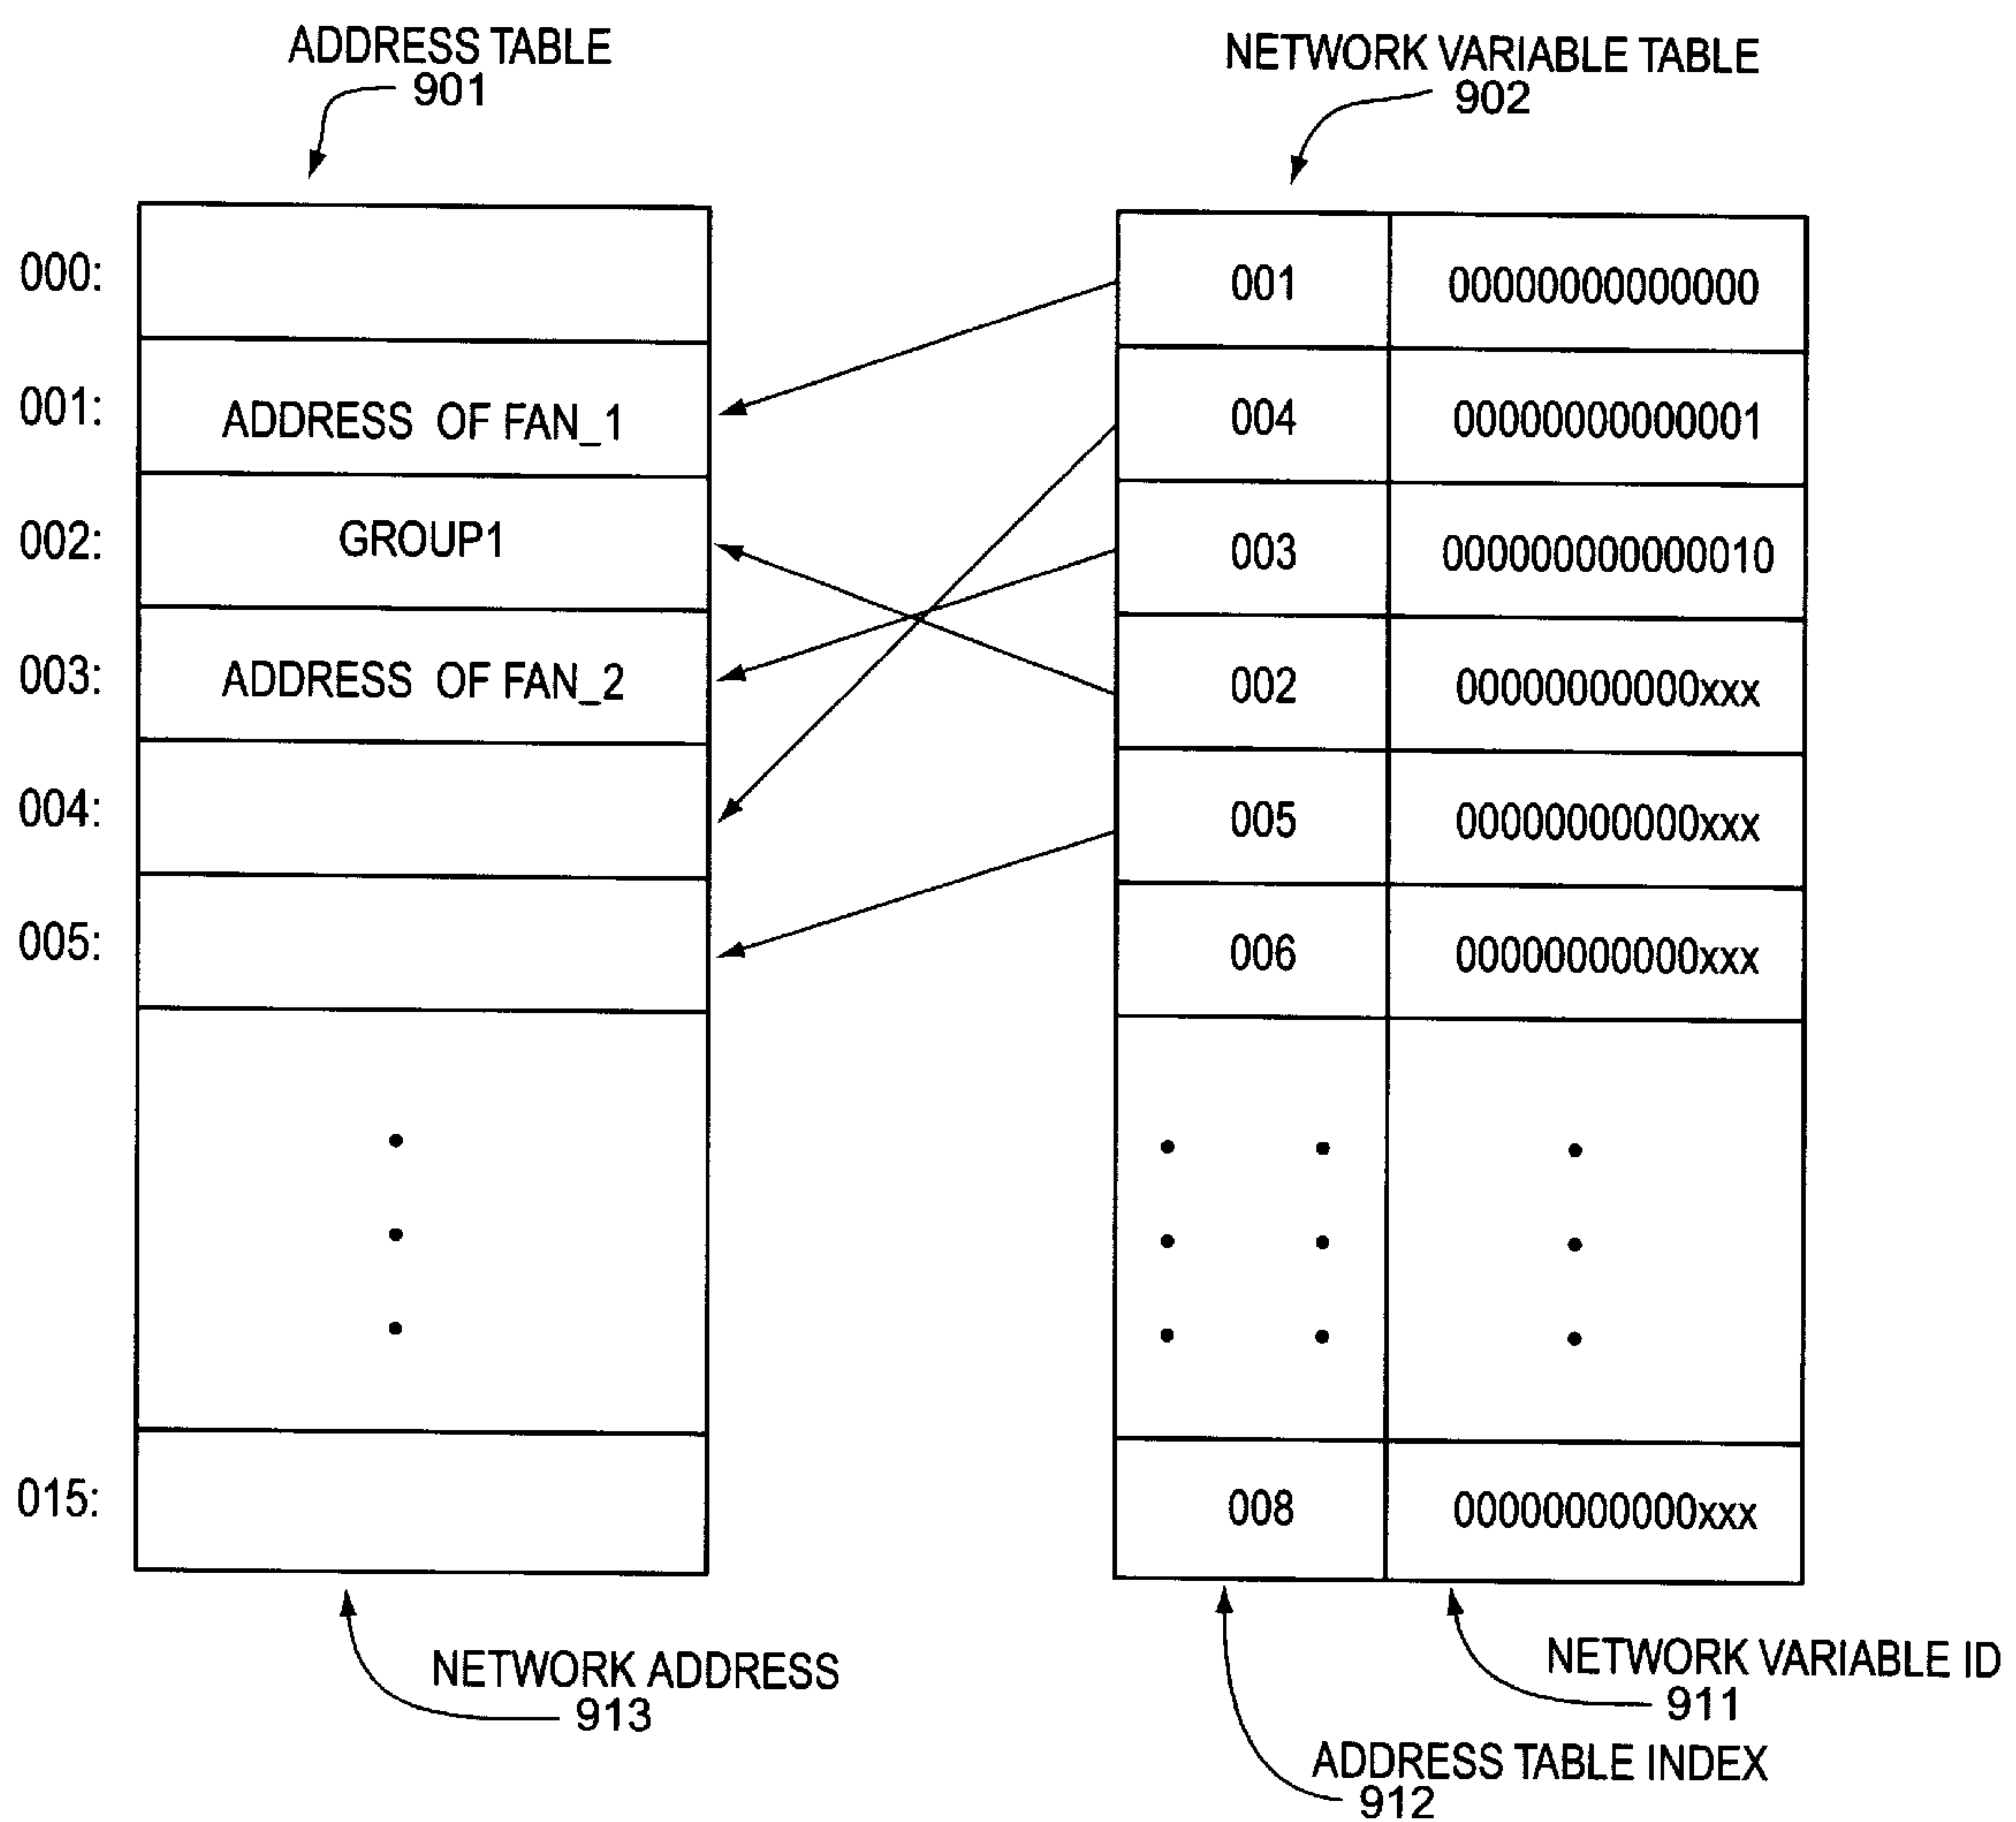 ADDRESS TABLE
901
NETWORK VARIABLE TABLE
902
000:
001 00000000000000
001: ADDRESS OF FAN_1
004 00000000000001
002: GROUP1
003 000000000000010
003: ADDRESS OF FAN_2
002 00000000000xxx
004:
005 00000000000xxx
005:
006 00000000000xxx
015:
008 00000000000xxx
NETWORK ADDRESS
913
NETWORK VARIABLE ID
911
ADDRESS TABLE INDEX
912